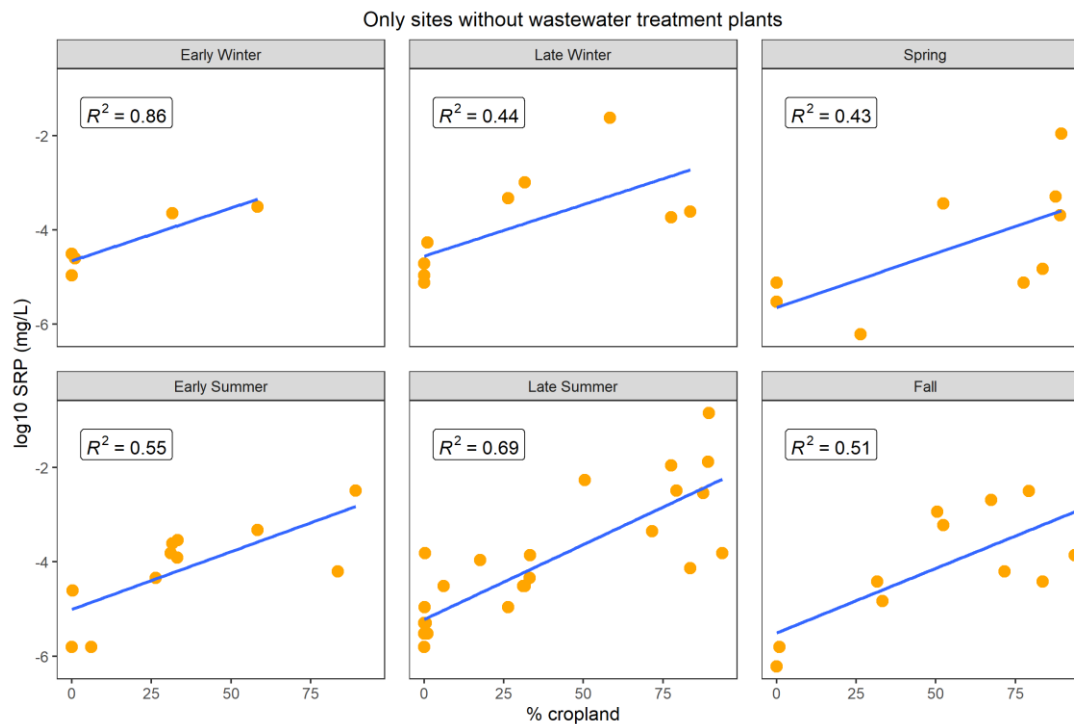 Only sites without wastewater treatment plants
Early Winter
Late Winter
Spring
R² = 0.86
R² = 0.44
R² = 0.43
-2
-4
-6
Early Summer
Late Summer
Fall
R² = 0.55
R² = 0.69
R² = 0.51
-2
-4
-6
0 25 50 75
0 25 50 75
0 25 50 75
% cropland
log10 SRP (mg/L)